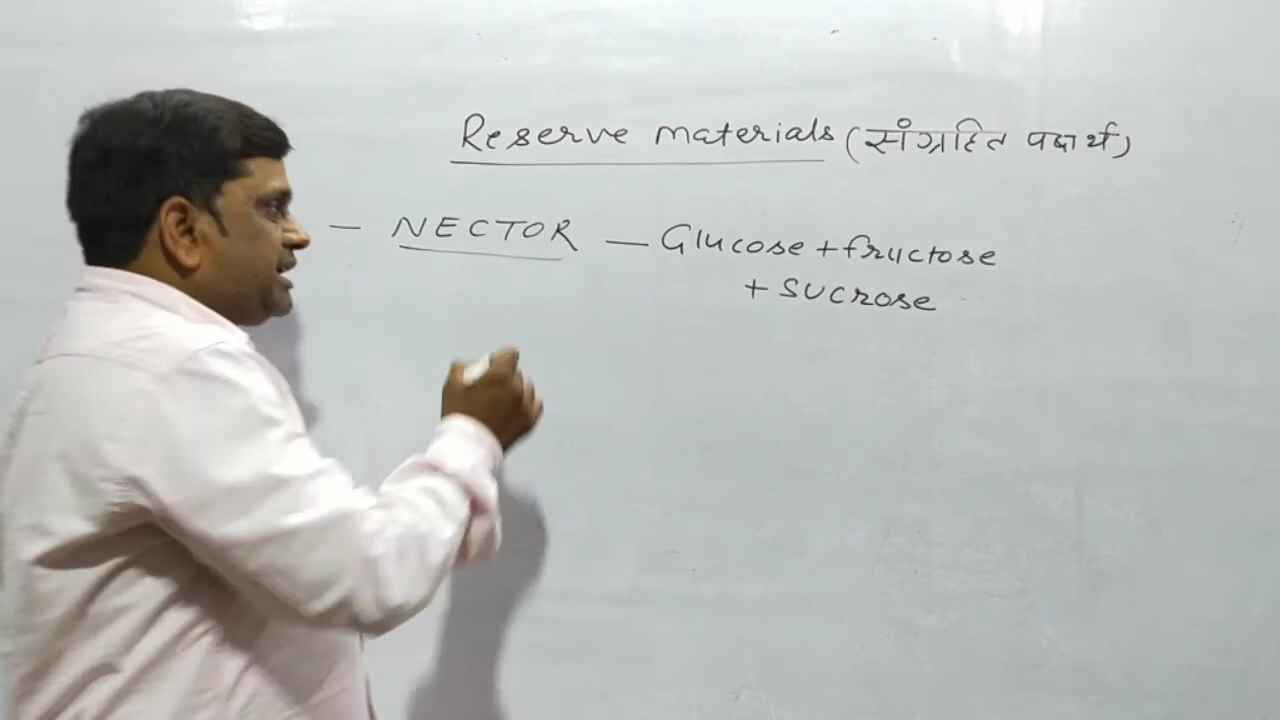 Reserve materials (संग्रहित पदार्थ)
— NECTOR — Glucose + fructose
+ sucrose